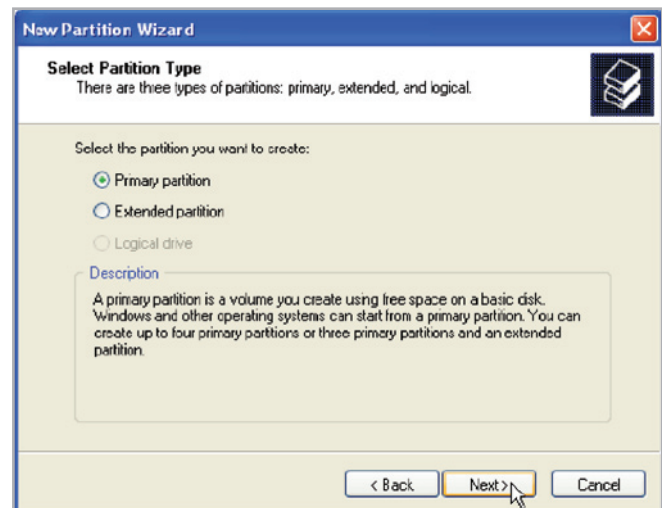 New Partition Wizard
Select Partition Type
There are three types of partitions: primary, extended, and logical.
Select the partition you want to create:
Primary partition
Extended partition
Logical drive
Description
A primary partition is a volume you create using free space on a basic disk.
Windows and other operating systems can start from a primary partition. You can
create up to four primary partitions or three primary partitions and an extended
partition.
< Back Next > Cancel